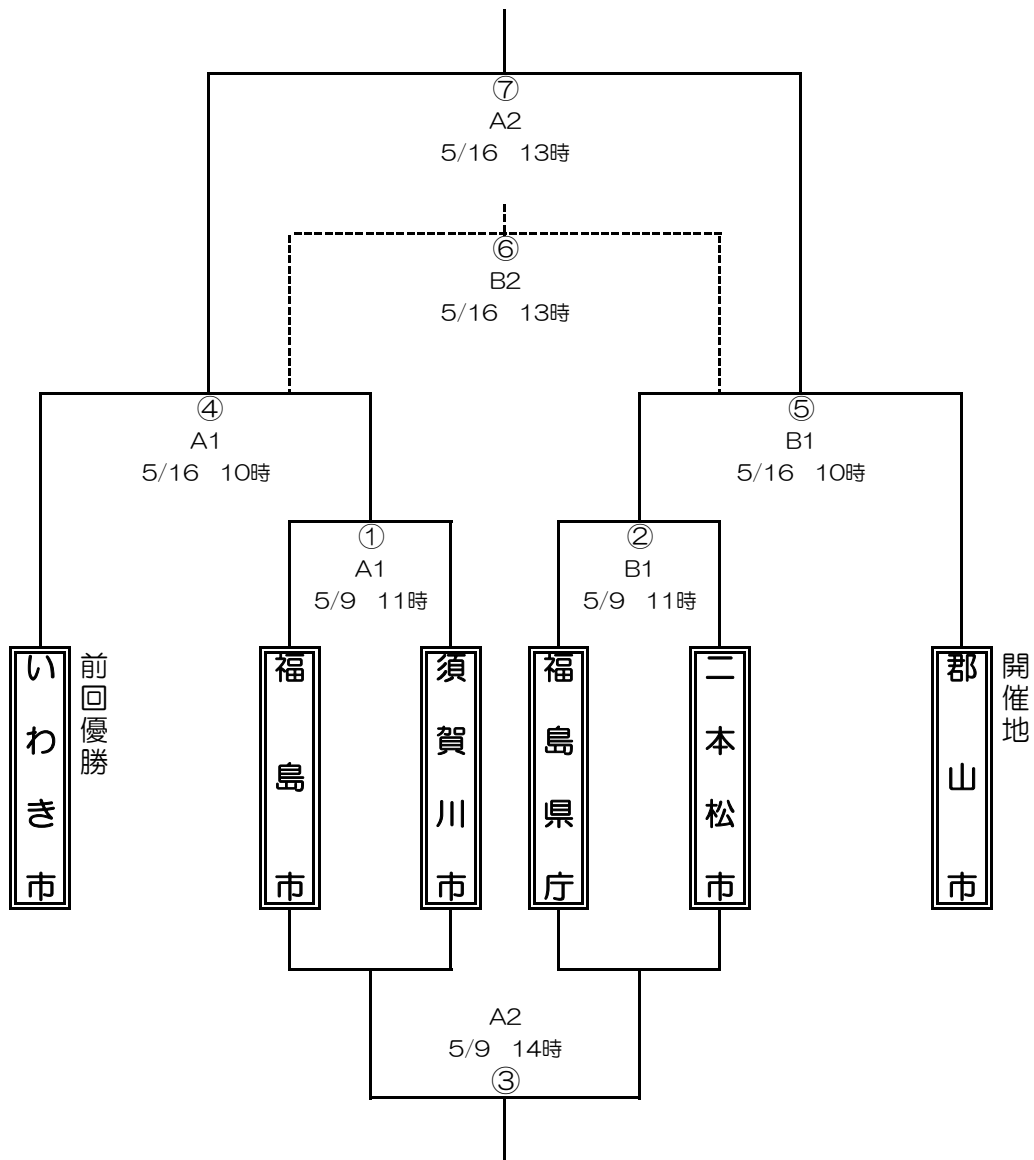 ⑦
A2
5/16 13時
⑥
B2
5/16 13時
④
A1
5/16 10時
⑤
B1
5/16 10時
①
A1
5/9 11時
②
B1
5/9 11時
いわき市
前回優勝
福島市
須賀川市
福島県庁
二本松市
郡山市
開催地
A2
5/9 14時
③